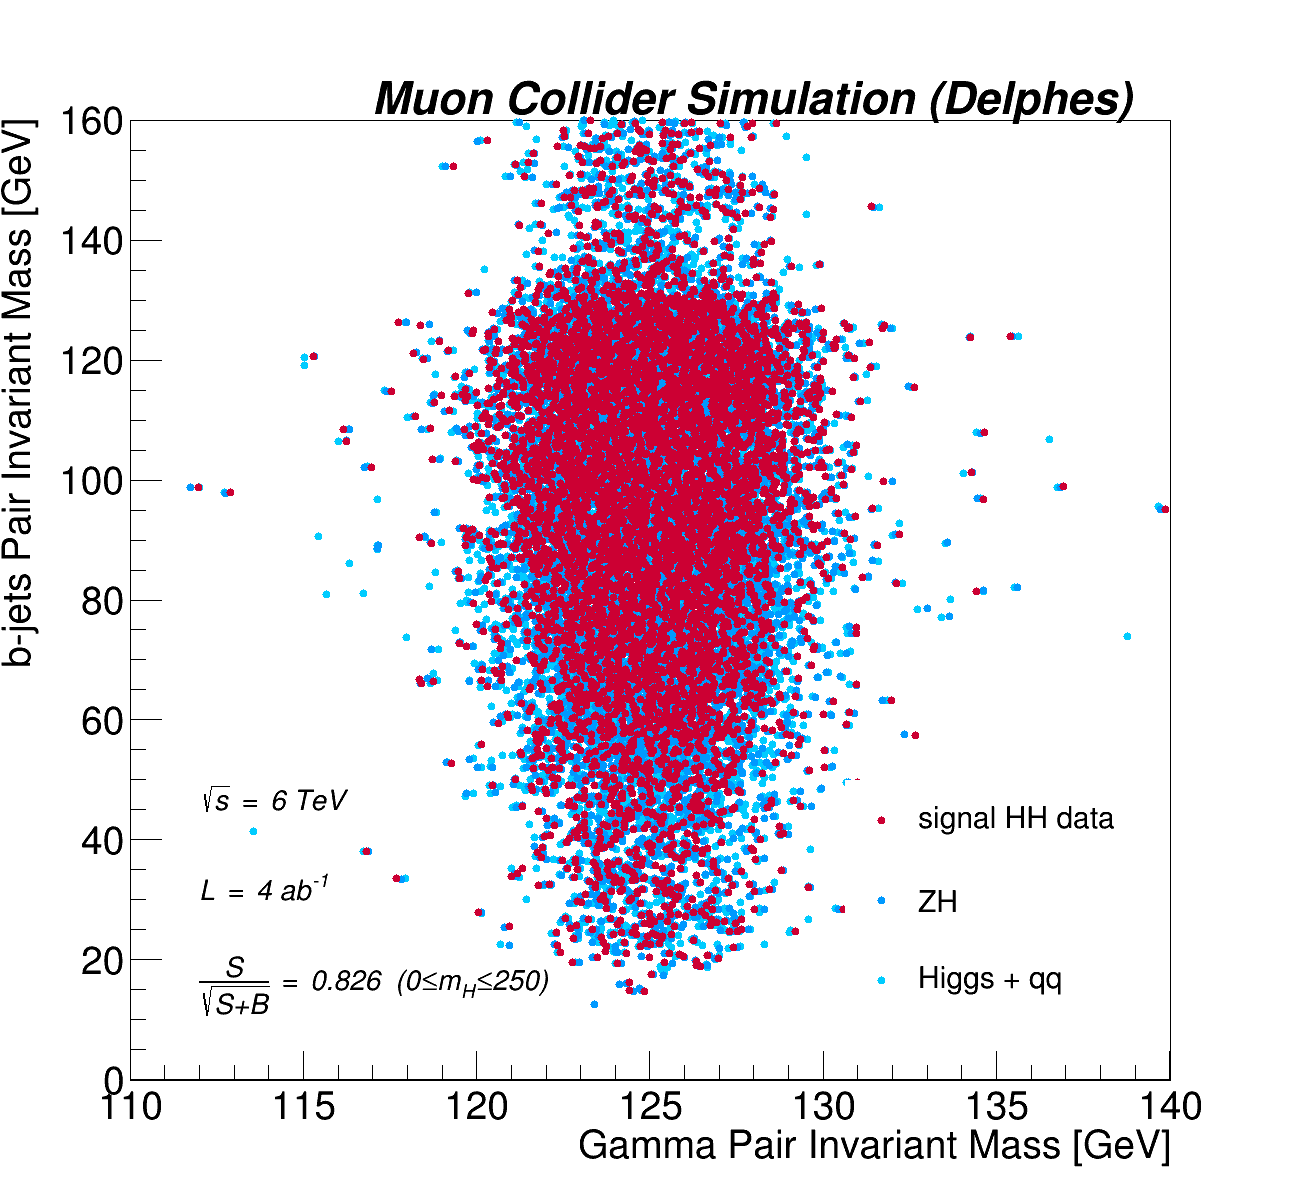 Muon Collider Simulation (Delphes)
b-jets Pair Invariant Mass [GeV]
160
140
120
100
80
60
40
20
0
√s = 6 TeV
L = 4 ab⁻¹
S/√S+B = 0.826 (0≤m_H≤250)
signal HH data
ZH
Higgs + qq
110 115 120 125 130 135 140
Gamma Pair Invariant Mass [GeV]